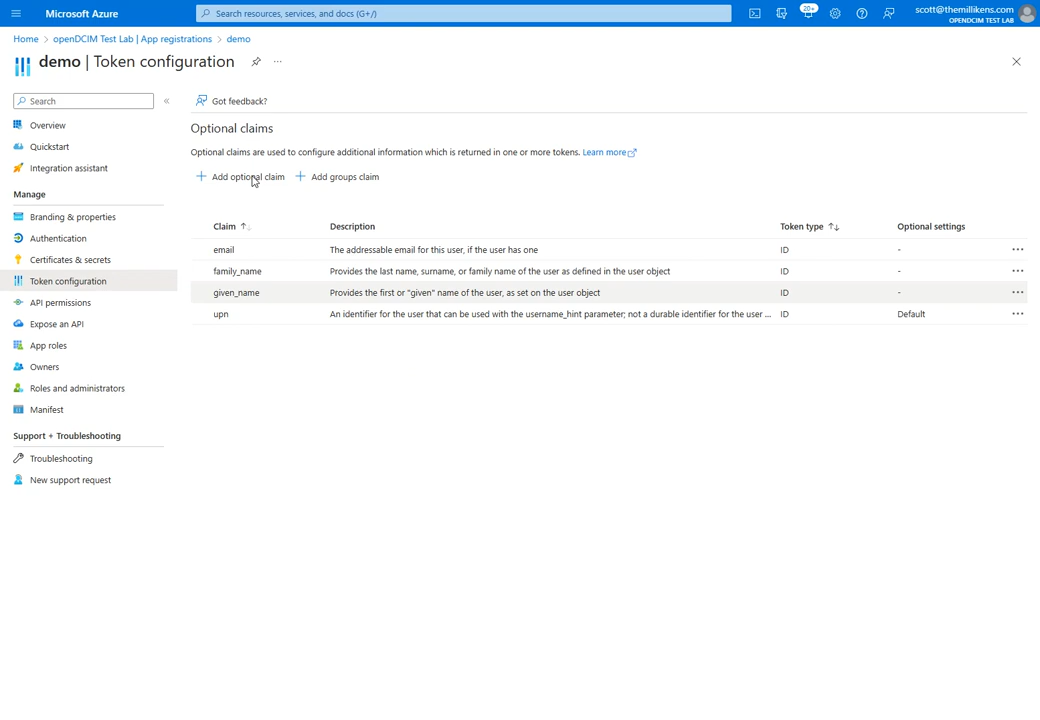 Microsoft Azure
Search resources, services, and docs (G+/)
20+
scott@themillikens.com
OPENDCIM TEST LAB
Home > openDCIM Test Lab | App registrations > demo
demo | Token configuration
Search
Got feedback?
Overview
Quickstart
Integration assistant
Manage
Branding & properties
Authentication
Certificates & secrets
Token configuration
API permissions
Expose an API
App roles
Owners
Roles and administrators
Manifest
Support + Troubleshooting
Troubleshooting
New support request
Optional claims
Optional claims are used to configure additional information which is returned in one or more tokens. Learn more
Add optional claim Add groups claim
Claim Description Token type Optional settings
email The addressable email for this user, if the user has one ID -
family_name Provides the last name, surname, or family name of the user as defined in the user object ID -
given_name Provides the first or "given" name of the user, as set on the user object ID -
upn An identifier for the user that can be used with the username_hint parameter; not a durable identifier for the user ... ID Default